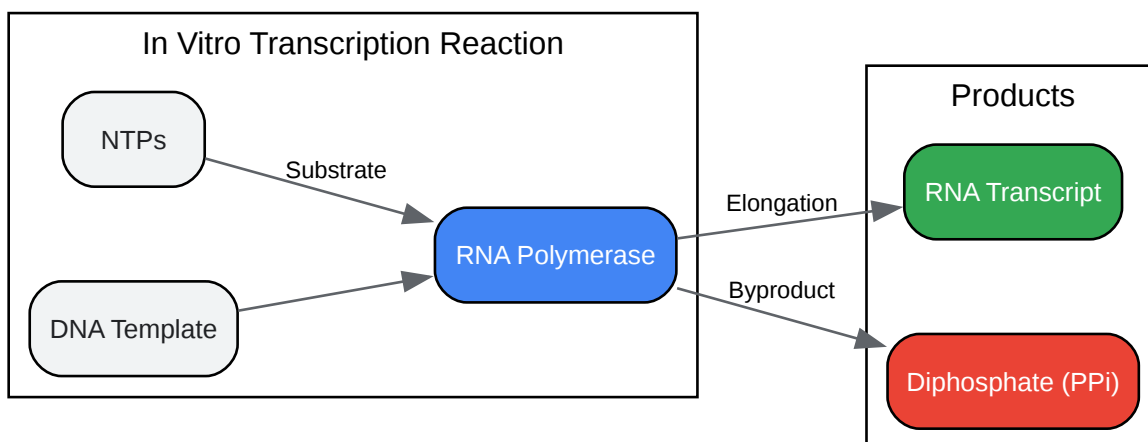 In Vitro Transcription Reaction
NTPs
Substrate
DNA Template
RNA Polymerase
Elongation
Byproduct
Products
RNA Transcript
Diphosphate (PPi)